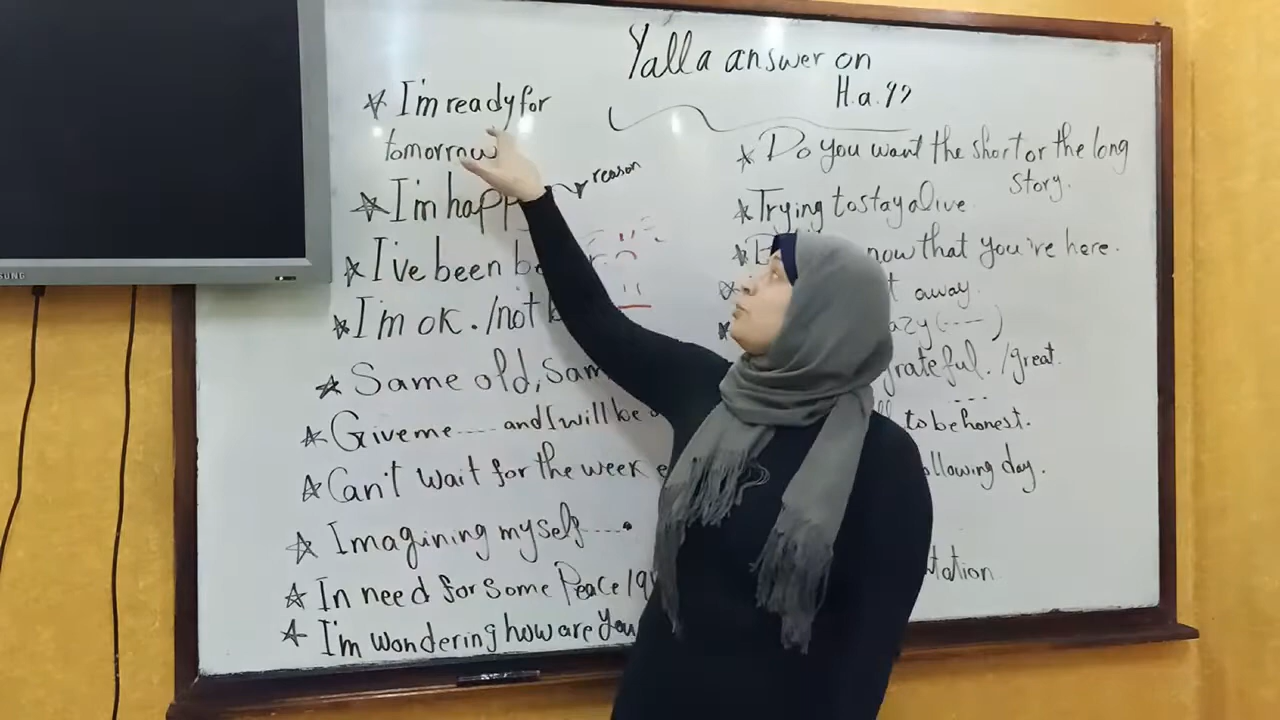 Yalla answer on
H.a.y?
I'm ready for
tomorrow
reason
I'm happ
I've been be
I'm ok. /not b
Same old, Sam
Give me .... and I will be
Can't wait for the week e
Imagining myself .....
In need for some Peace
I'm wondering how are you
Do you want the short or the long
story.
Trying to stay alive.
now that you're here.
away.
azy (----)
grateful. /great.
to be honest.
ollowing day.
tation
SUNG